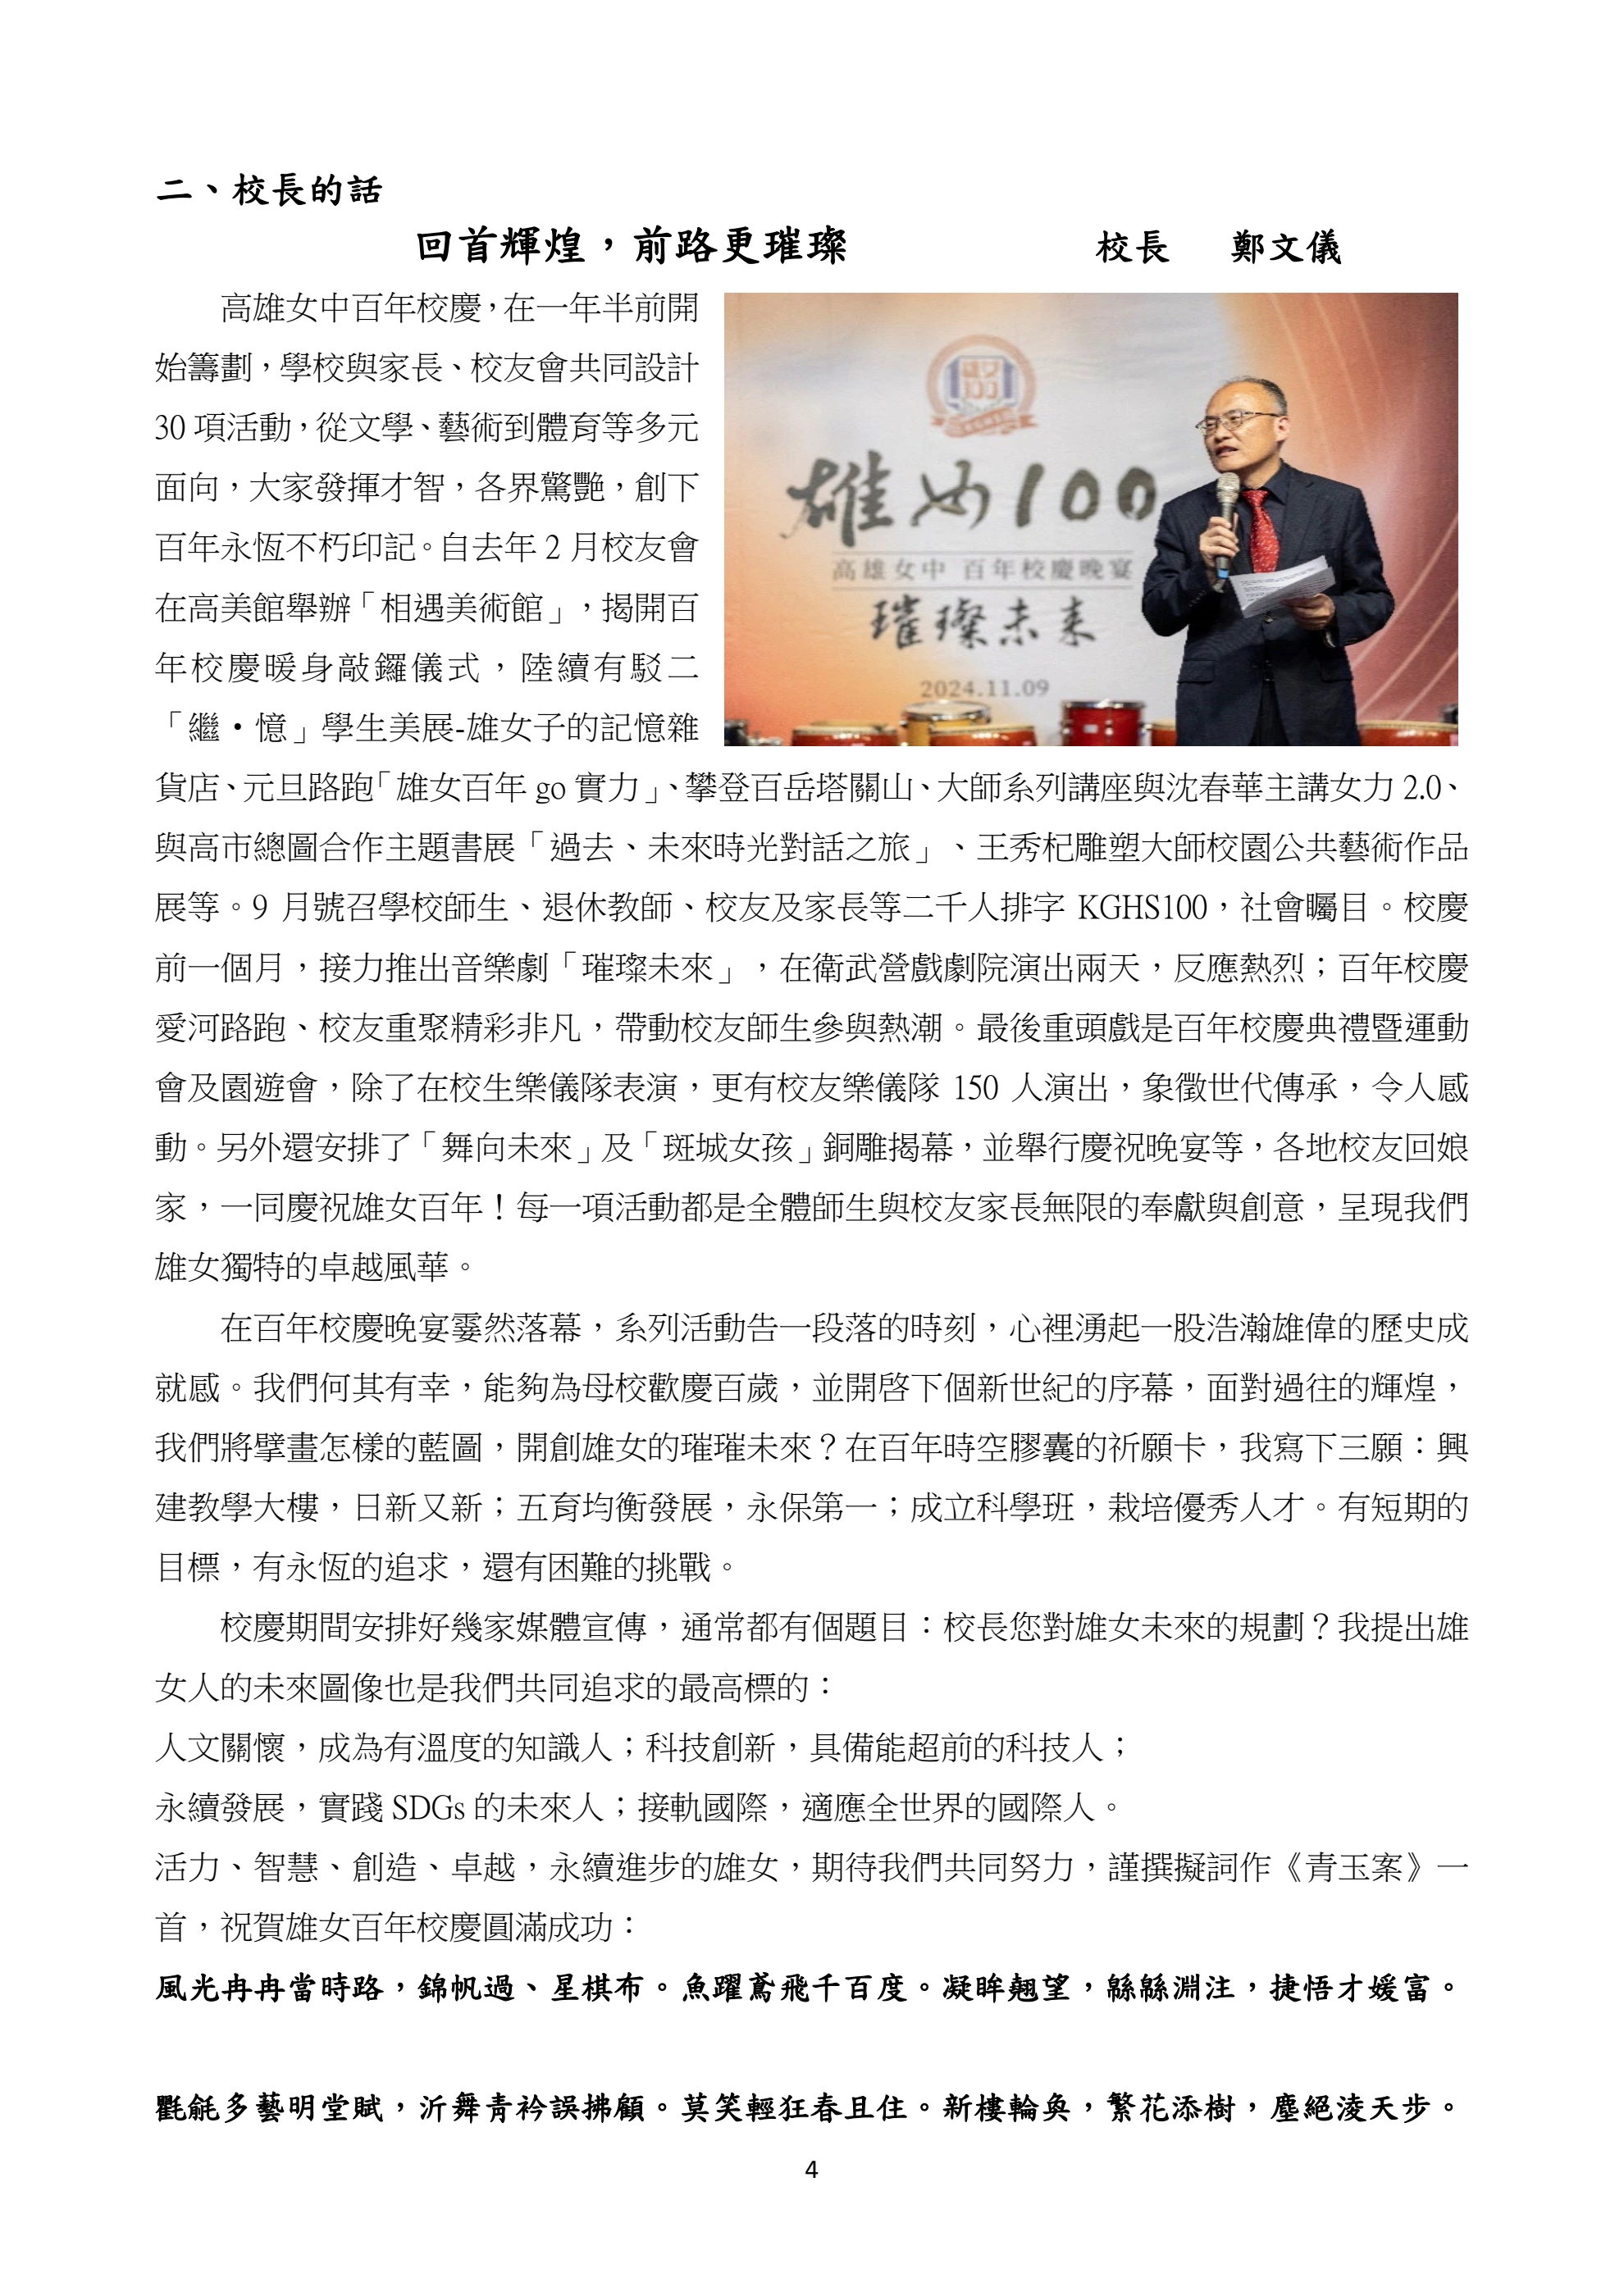 二、校長的話
回首輝煌，前路更璀璨 校長 鄭文儀
高雄女中百年校慶，在一年半前開
始籌劃，學校與家長、校友會共同設計
30 項活動，從文學、藝術到體育等多元
面向，大家發揮才智，各界驚艷，創下
百年永恆不朽印記。自去年 2 月校友會
在高美館舉辦「相遇美術館」，揭開百
年校慶暖身敲鑼儀式，陸續有駁二
「繼・憶」學生美展-雄女子的記憶雜
雄女100
高雄女中 百年校慶晚宴
璀璨未来
2024.11.09
貨店、元旦路跑「雄女百年 go 實力」、攀登百岳塔關山、大師系列講座與沈春華主講女力 2.0、
與高市總圖合作主題書展「過去、未來時光對話之旅」、王秀杞雕塑大師校園公共藝術作品
展等。9 月號召學校師生、退休教師、校友及家長等二千人排字 KGHS100，社會矚目。校慶
前一個月，接力推出音樂劇「璀璨未來」，在衛武營戲劇院演出兩天，反應熱烈；百年校慶
愛河路跑、校友重聚精彩非凡，帶動校友師生參與熱潮。最後重頭戲是百年校慶典禮暨運動
會及園遊會，除了在校生樂儀隊表演，更有校友樂儀隊 150 人演出，象徵世代傳承，令人感
動。另外還安排了「舞向未來」及「斑城女孩」銅雕揭幕，並舉行慶祝晚宴等，各地校友回娘
家，一同慶祝雄女百年！每一項活動都是全體師生與校友家長無限的奉獻與創意，呈現我們
雄女獨特的卓越風華。
在百年校慶晚宴霎然落幕，系列活動告一段落的時刻，心裡湧起一股浩瀚雄偉的歷史成
就感。我們何其有幸，能夠為母校歡慶百歲，並開啓下個新世紀的序幕，面對過往的輝煌，
我們將擘畫怎樣的藍圖，開創雄女的璀璀未來？在百年時空膠囊的祈願卡，我寫下三願：興
建教學大樓，日新又新；五育均衡發展，永保第一；成立科學班，栽培優秀人才。有短期的
目標，有永恆的追求，還有困難的挑戰。
校慶期間安排好幾家媒體宣傳，通常都有個題目：校長您對雄女未來的規劃？我提出雄
女人的未來圖像也是我們共同追求的最高標的：
人文關懷，成為有溫度的知識人；科技創新，具備能超前的科技人；
永續發展，實踐 SDGs 的未來人；接軌國際，適應全世界的國際人。
活力、智慧、創造、卓越，永續進步的雄女，期待我們共同努力，謹撰擬詞作《青玉案》一
首，祝賀雄女百年校慶圓滿成功：
風光冉冉當時路，錦帆過、星棋布。魚躍鳶飛千百度。凝眸翹望，緜緜淵注，捷悟才媛富。
氍毹多藝明堂賦，沂舞青衿誤拂顧。莫笑輕狂春且住。新樓輪奐，繁花添樹，塵絕淩天步。
4